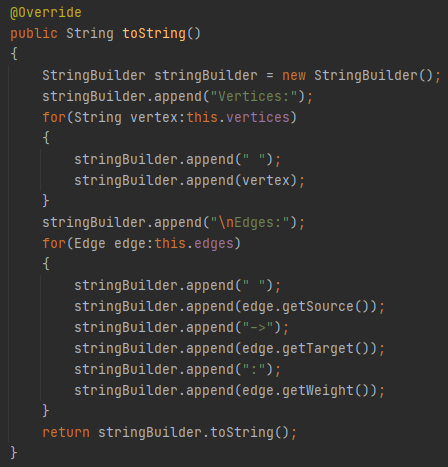 @Override
public String toString()
{
    StringBuilder stringBuilder = new StringBuilder();
    stringBuilder.append("Vertices:");
    for(String vertex:this.vertices)
    {
        stringBuilder.append(" ");
        stringBuilder.append(vertex);
    }
    stringBuilder.append("\nEdges:");
    for(Edge edge:this.edges)
    {
        stringBuilder.append(" ");
        stringBuilder.append(edge.getSource());
        stringBuilder.append("->");
        stringBuilder.append(edge.getTarget());
        stringBuilder.append(":");
        stringBuilder.append(edge.getWeight());
    }
    return stringBuilder.toString();
}